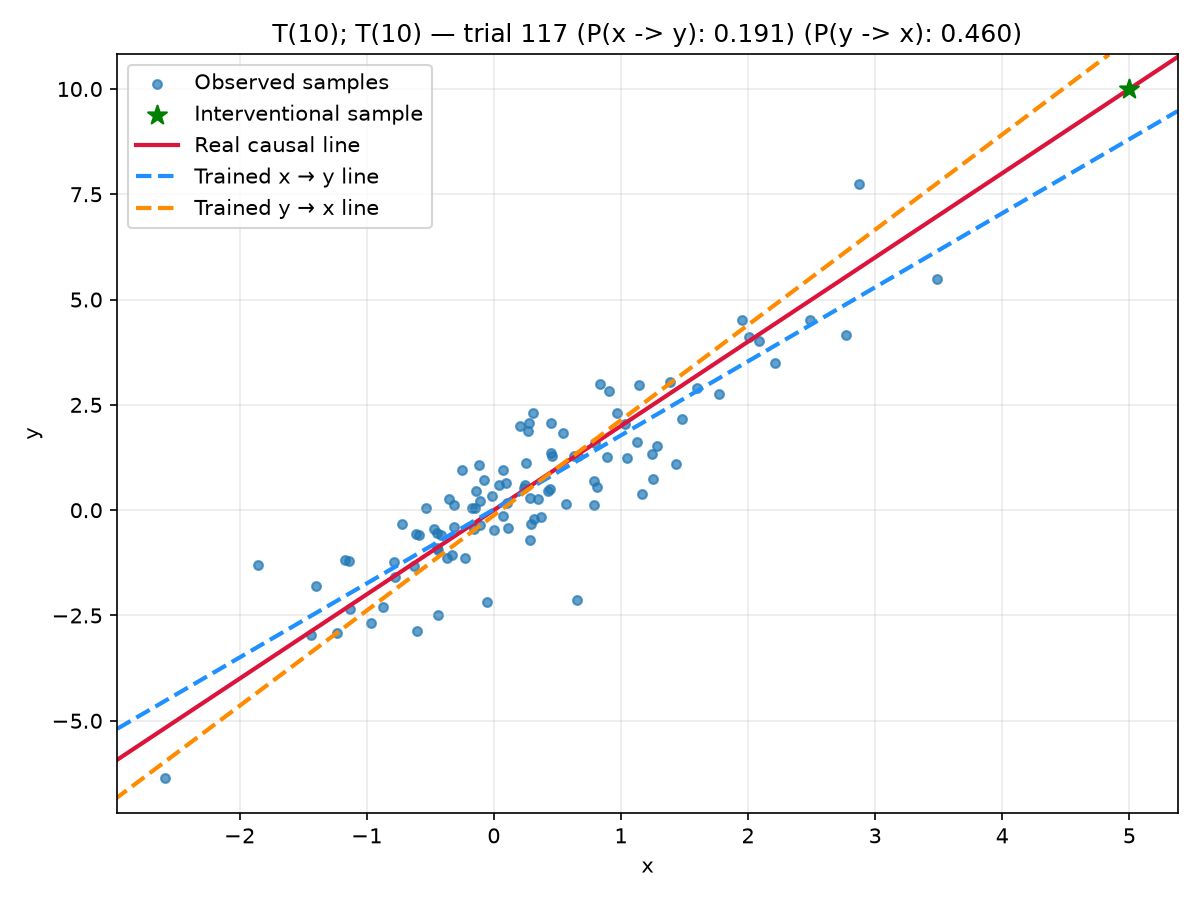 T(10); T(10) — trial 117 (P(x -> y): 0.191) (P(y -> x): 0.460)
Observed samples
Interventional sample
Real causal line
Trained x → y line
Trained y → x line
10.0
7.5
5.0
2.5
0.0
−2.5
−5.0
y
−2
−1
0
1
2
3
4
5
x